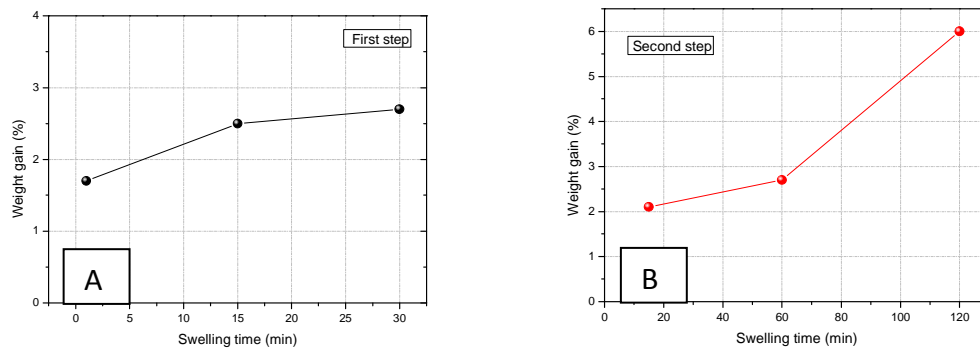 4
3
2
1
0
Weight gain (%)
First step
A
0 5 10 15 20 25 30
Swelling time (min)
6
5
4
3
2
1
0
Weight gain (%)
Second step
B
0 20 40 60 80 100 120
Swelling time (min)